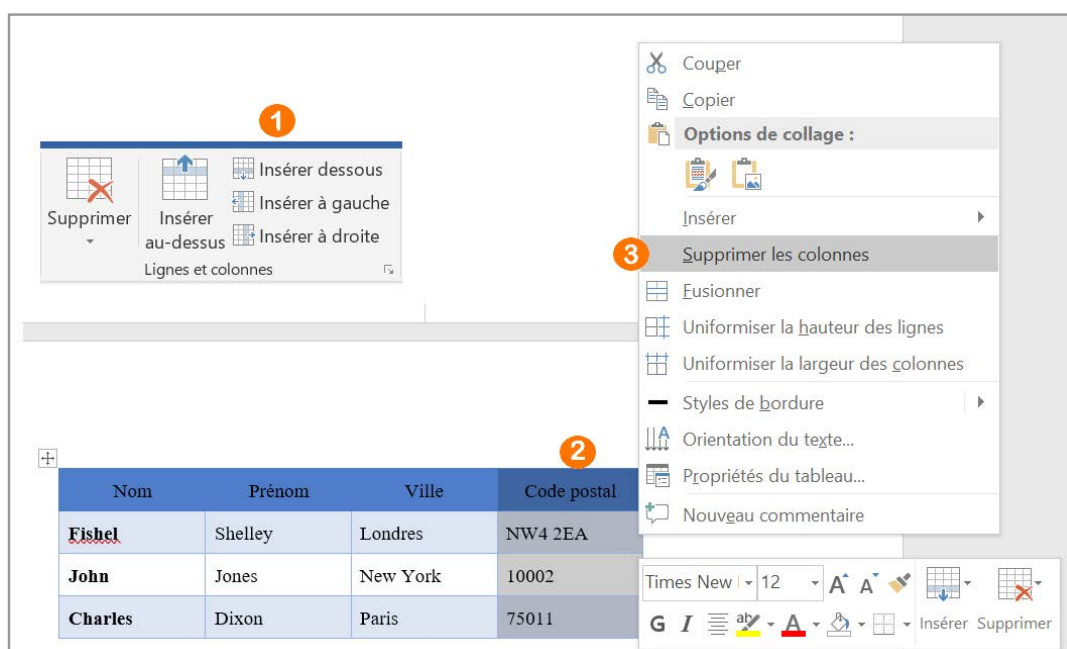 1
Supprimer
Insérer au-dessus
Insérer dessous
Insérer à gauche
Insérer à droite
Lignes et colonnes
Couper
Copier
Options de collage :
Insérer
3
Supprimer les colonnes
Fusionner
Uniformiser la hauteur des lignes
Uniformiser la largeur des colonnes
Styles de bordure
Orientation du texte...
Propriétés du tableau...
Nouveau commentaire
2
Nom Prénom Ville Code postal
Fishel Shelley Londres NW4 2EA
John Jones New York 10002
Charles Dixon Paris 75011
Times New 12 A A
G I ab A Insérer Supprimer